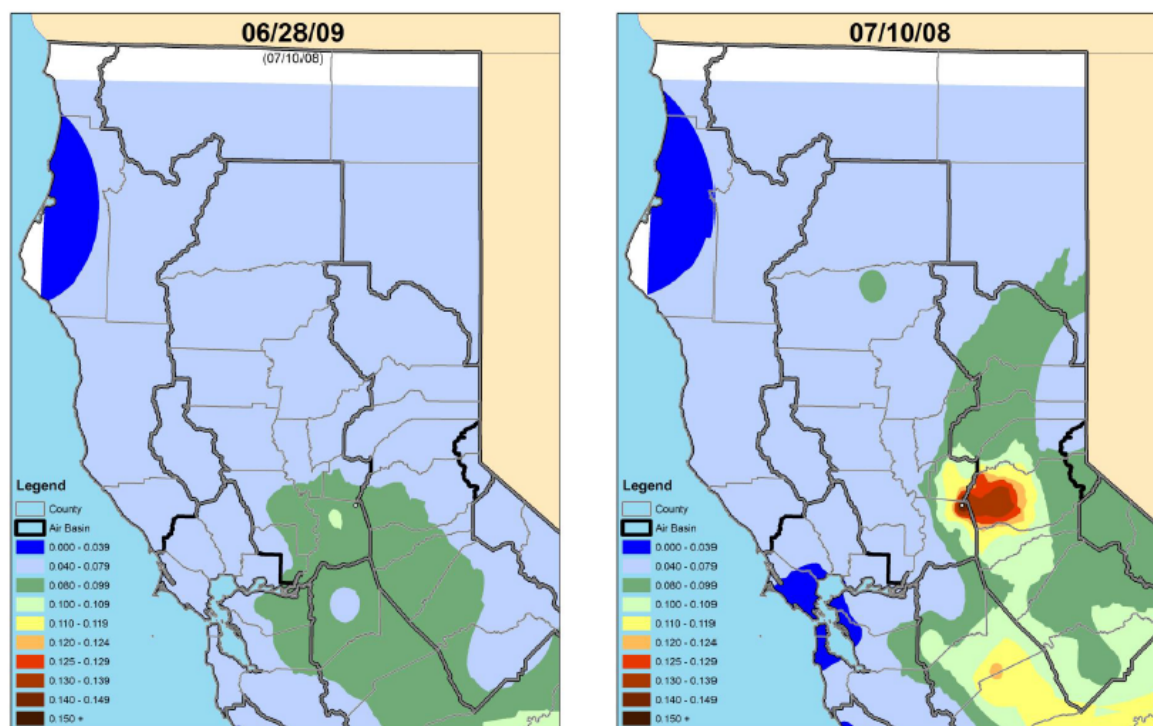 06/28/09
(07/10/08)
Legend
County
Air Basin
0.000 - 0.039
0.040 - 0.079
0.080 - 0.099
0.100 - 0.109
0.110 - 0.119
0.120 - 0.124
0.125 - 0.129
0.130 - 0.139
0.140 - 0.149
0.150 +
07/10/08
Legend
County
Air Basin
0.000 - 0.039
0.040 - 0.079
0.080 - 0.099
0.100 - 0.109
0.110 - 0.119
0.120 - 0.124
0.125 - 0.129
0.130 - 0.139
0.140 - 0.149
0.150 +